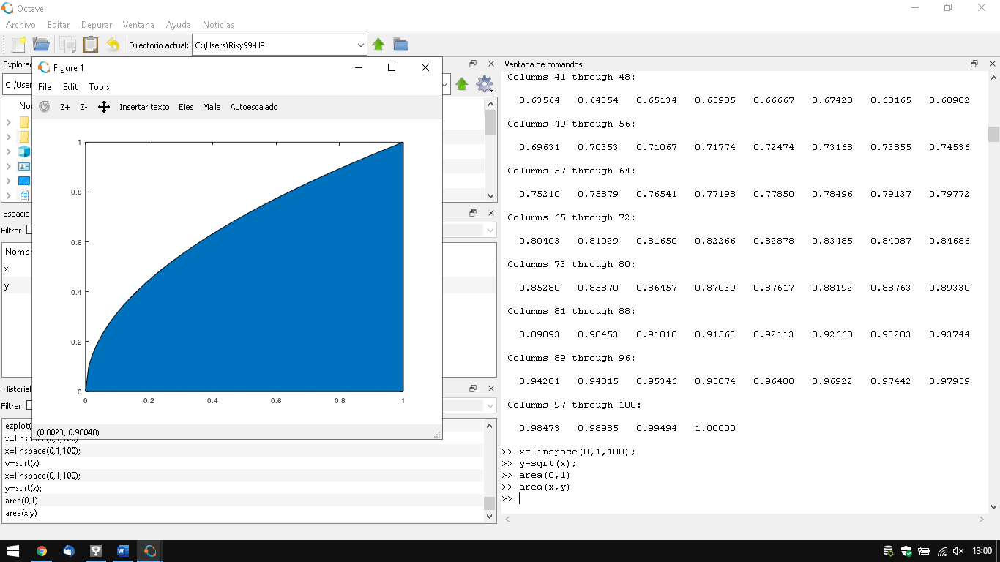 Octave
Archivo Editar Depurar Ventana Ayuda Noticias
Directorio actual: C:\Users\Riky99-HP
Figure 1
File Edit Tools
Z+ Z- Insertar texto Ejes Malla Autoescalado
1
0.8
0.6
0.4
0.2
0
0 0.2 0.4 0.6 0.8 1
(0.8023, 0.98048)
C:/User
Espacio
Filtrar
x
y
Historial
Filtrar
ezplot(
x=linspace(0,1,100);
x=linspace(0,1,100);
y=sqrt(x)
x=linspace(0,1,100);
y=sqrt(x);
area(0,1)
area(x,y)
Ventana de comandos
Columns 41 through 48:
0.63564 0.64354 0.65134 0.65905 0.66667 0.67420 0.68165 0.68902
Columns 49 through 56:
0.69631 0.70353 0.71067 0.71774 0.72474 0.73168 0.73855 0.74536
Columns 57 through 64:
0.75210 0.75879 0.76541 0.77198 0.77850 0.78496 0.79137 0.79772
Columns 65 through 72:
0.80403 0.81029 0.81650 0.82266 0.82878 0.83485 0.84087 0.84686
Columns 73 through 80:
0.85280 0.85870 0.86457 0.87039 0.87617 0.88192 0.88763 0.89330
Columns 81 through 88:
0.89893 0.90453 0.91010 0.91563 0.92113 0.92660 0.93203 0.93744
Columns 89 through 96:
0.94281 0.94815 0.95346 0.95874 0.96400 0.96922 0.97442 0.97959
Columns 97 through 100:
0.98473 0.98985 0.99494 1.00000
>> x=linspace(0,1,100);
>> y=sqrt(x);
>> area(0,1)
>> area(x,y)
>>
13:00